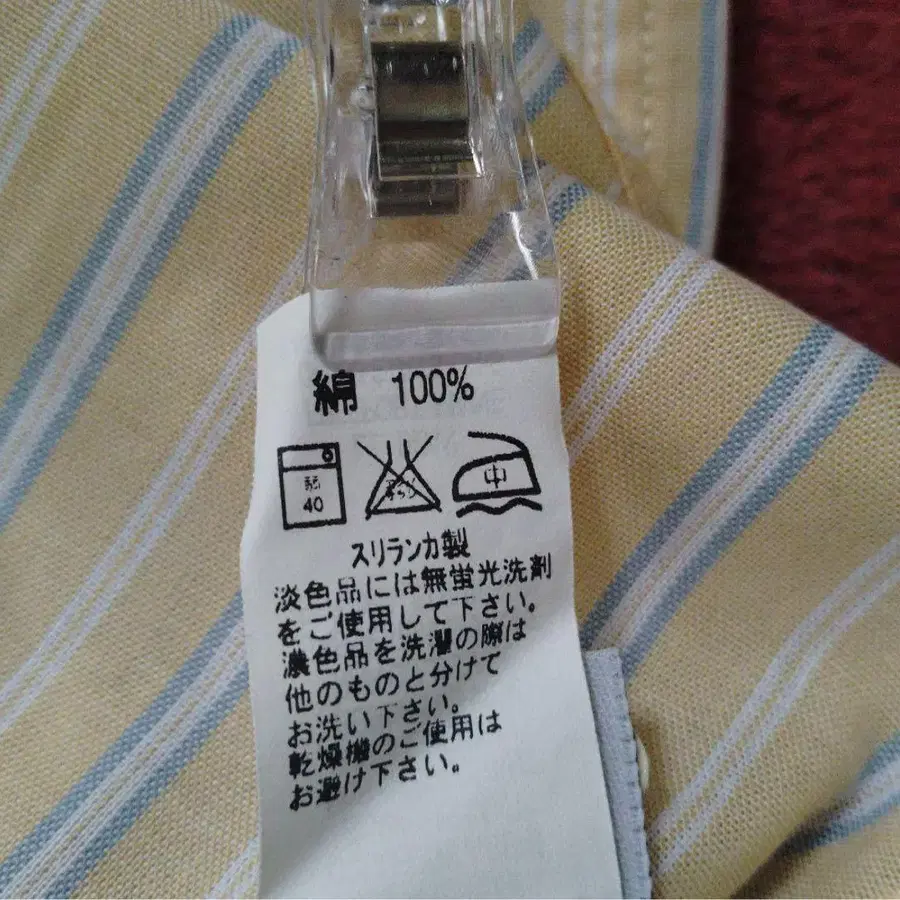 綿 100%
弱
40
中
スリランカ製
淡色品には無蛍光洗剤
をご使用して下さい。
濃色品を洗濯の際は
他のものと分けて
お洗い下さい。
乾燥機のご使用は
お避け下さい。